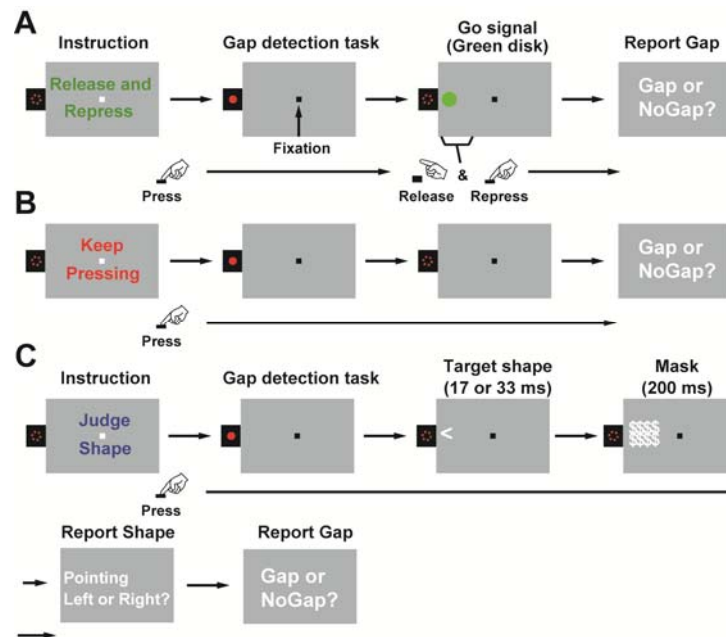 A
Instruction
Gap detection task
Go signal
(Green disk)
Report Gap
Release and
Repress
Fixation
Gap or
NoGap?
Press
Release
&
Repress
B
Keep
Pressing
Gap or
NoGap?
Press
C
Instruction
Gap detection task
Target shape
(17 or 33 ms)
Mask
(200 ms)
Judge
Shape
<
$$$$
$$$$
Press
Report Shape
Report Gap
Pointing
Left or Right?
Gap or
NoGap?